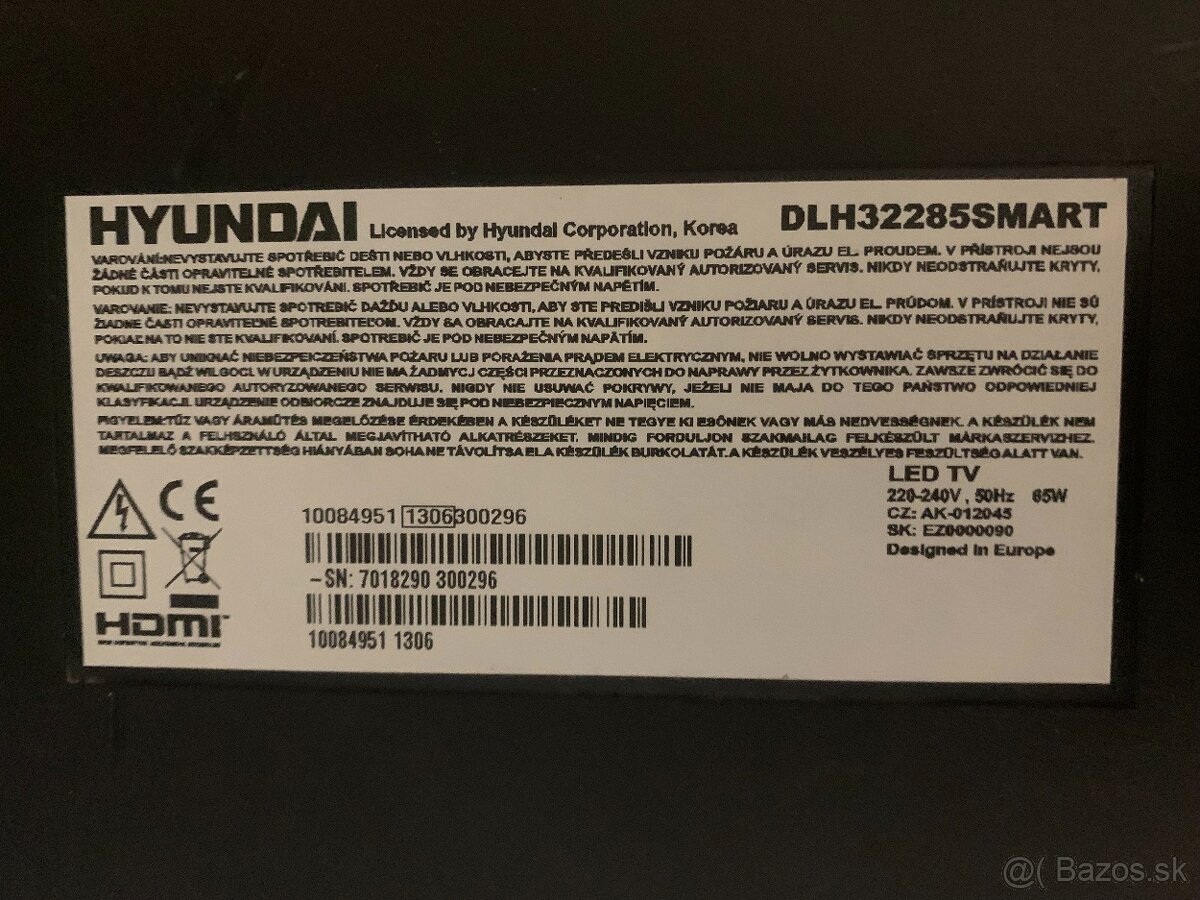 HYUNDAI Licensed by Hyundai Corporation, Korea DLH32285SMART
VAROVÁNÍ:NEVYSTAVUJTE SPOTŘEBIČ DEŠTI NEBO VLHKOSTI, ABYSTE PŘEDEŠLI VZNIKU POŽÁRU A ÚRAZU EL. PROUDEM. V PŘÍSTROJI NEJSOU
ŽÁDNÉ ČÁSTI OPRAVITELNÉ SPOTŘEBITELEM. VŽDY SE OBRACEJTE NA KVALIFIKOVANÝ AUTORIZOVANÝ SERVIS. NIKDY NEODSTRAŇUJTE KRYTY,
POKUD K TOMU NEJSTE KVALIFIKOVÁNI. SPOTŘEBIČ JE POD NEBEZPEČNÝM NAPĚTÍM.
VAROVANIE: NEVYSTAVUJTE SPOTREBIČ DAŽĎU ALEBO VLHKOSTI, ABY STE PREDIŠLI VZNIKU POŽIARU A ÚRAZU EL. PRÚDOM. V PRÍSTROJI NIE SÚ
ŽIADNE ČASTI OPRAVITEĽNÉ SPOTREBITEĽOM. VŽDY SA OBRACAJTE NA KVALIFIKOVANÝ AUTORIZOVANÝ SERVIS. NIKDY NEODSTRAŇUJTE KRYTY,
POKIAĽ NA TO NIE STE KVALIFIKOVANÝ. SPOTREBIČ JE POD NEBEZPEČNÝM NAPÄTÍM.
UWAGA: ABY UNIKNAĆ NIEBEZPIECZEŃSTWA POŻARU LUB PORAŻENIA PRĄDEM ELEKTRYCZNYM, NIE WOLNO WYSTAWIAĆ SPRZĘTU NA DZIAŁANIE
DESZCZU BĄDŹ WILGOCI. W URZĄDZENIU NIE MA ŻADMYCJ CZĘŚCI PRZEZNACZONYCH DO NAPRAWY PRZEZ ŻYTKOWNIKA. ZAWSZE ZWRÓCIĆ SIĘ DO
KWALIFIKOWANEGO AUTORYZOWANEGO SERWISU. NIGDY NIE USUWAĆ POKRYWY, JEŻELI NIE MAJA DO TEGO PAŃSTWO ODPOWIEDNIEJ
KLASYFIKACJI. URZĄDZENIE ODBIORCZE ZNAJDUJE SIĘ POD NIEBEZPIECZNYM NAPIĘCIEM.
FIGYELEM:TŰZ VAGY ÁRAMÜTÉS MEGELŐZÉSE ÉRDEKÉBEN A KÉSZÜLÉKET NE TEGYE KI ESŐNEK VAGY MÁS NEDVESSÉGNEK. A KÉSZÜLÉK NEM
TARTALMAZ A FELHSZNÁLÓ ÁLTAL MEGJAVÍTHATÓ ALKATRÉSZEKET. MINDIG FORDULJON SZAKMAILAG FELKÉSZÜLT MÁRKASZERVIZHEZ.
MEGFELELŐ SZAKKÉPZETTSÉG HIÁNYÁBAN SOHA NE TÁVOLÍTSA EL A KÉSZÜLÉK BURKOLATÁT. A KÉSZÜLÉK VESZÉLYES FESZÜLTSÉG ALATT VAN.
LED TV
220-240V , 50Hz 65W
CZ: AK-012045
SK: EZ0000090
Designed in Europe
CE
10084951 1306300296
~SN: 7018290 300296
10084951 1306
HDMI
@( Bazos.sk